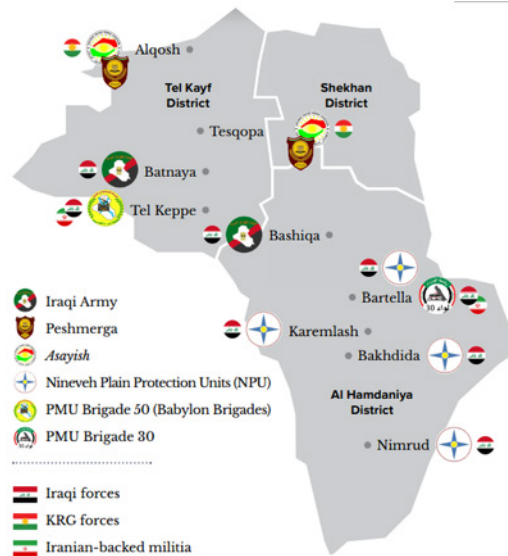 Alqosh
Tel Kayf
District
Shekhan
District
Tesqopa
Batnaya
Tel Keppe
Bashiqa
Bartella
Karemlash
Bakhdida
Al Hamdaniya
District
Nimrud
Iraqi Army
Peshmerga
Asayish
Nineveh Plain Protection Units (NPU)
PMU Brigade 50 (Babylon Brigades)
PMU Brigade 30
Iraqi forces
KRG forces
Iranian-backed militia